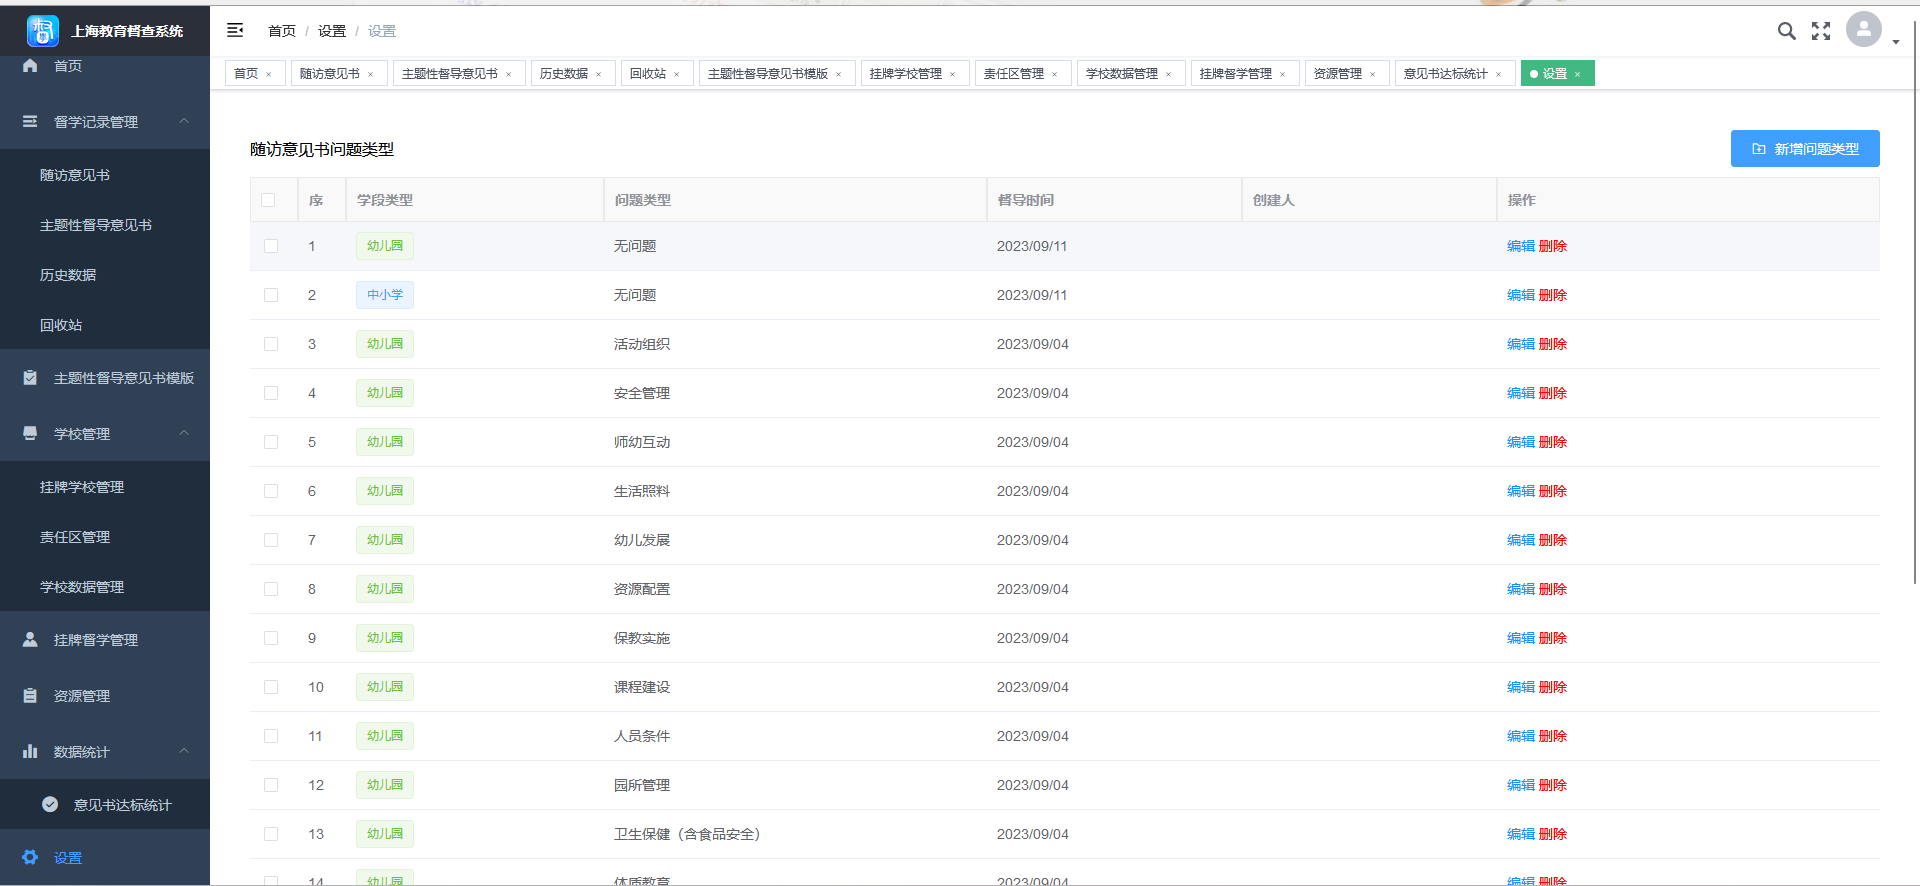 上海教育督查系统
首页 / 设置 / 设置
首页 × 随访意见书 × 主题性督导意见书 × 历史数据 × 回收站 × 主题性督导意见书模版 × 挂牌学校管理 × 责任区管理 × 学校数据管理 × 挂牌督学管理 × 资源管理 × 意见书达标统计 × 设置 ×
首页
督学记录管理
随访意见书
主题性督导意见书
历史数据
回收站
主题性督导意见书模版
学校管理
挂牌学校管理
责任区管理
学校数据管理
挂牌督学管理
资源管理
数据统计
意见书达标统计
设置
随访意见书问题类型
新增问题类型
序 学段类型 问题类型 督导时间 创建人 操作
1 幼儿园 无问题 2023/09/11 编辑 删除
2 中小学 无问题 2023/09/11 编辑 删除
3 幼儿园 活动组织 2023/09/04 编辑 删除
4 幼儿园 安全管理 2023/09/04 编辑 删除
5 幼儿园 师幼互动 2023/09/04 编辑 删除
6 幼儿园 生活照料 2023/09/04 编辑 删除
7 幼儿园 幼儿发展 2023/09/04 编辑 删除
8 幼儿园 资源配置 2023/09/04 编辑 删除
9 幼儿园 保教实施 2023/09/04 编辑 删除
10 幼儿园 课程建设 2023/09/04 编辑 删除
11 幼儿园 人员条件 2023/09/04 编辑 删除
12 幼儿园 园所管理 2023/09/04 编辑 删除
13 幼儿园 卫生保健（含食品安全） 2023/09/04 编辑 删除
14 幼儿园 体质教育 2023/09/04 编辑 删除